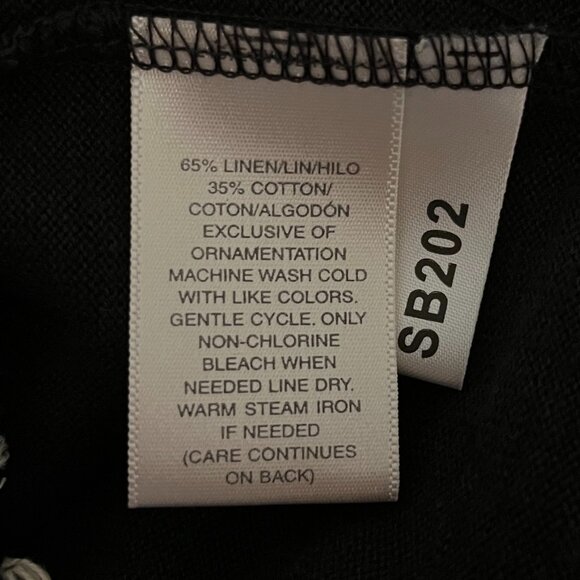 65% LINEN/LIN/HILO
35% COTTON/
COTON/ALGODÓN
EXCLUSIVE OF
ORNAMENTATION
MACHINE WASH COLD
WITH LIKE COLORS.
GENTLE CYCLE. ONLY
NON-CHLORINE
BLEACH WHEN
NEEDED LINE DRY.
WARM STEAM IRON
IF NEEDED
(CARE CONTINUES
ON BACK)
SB202